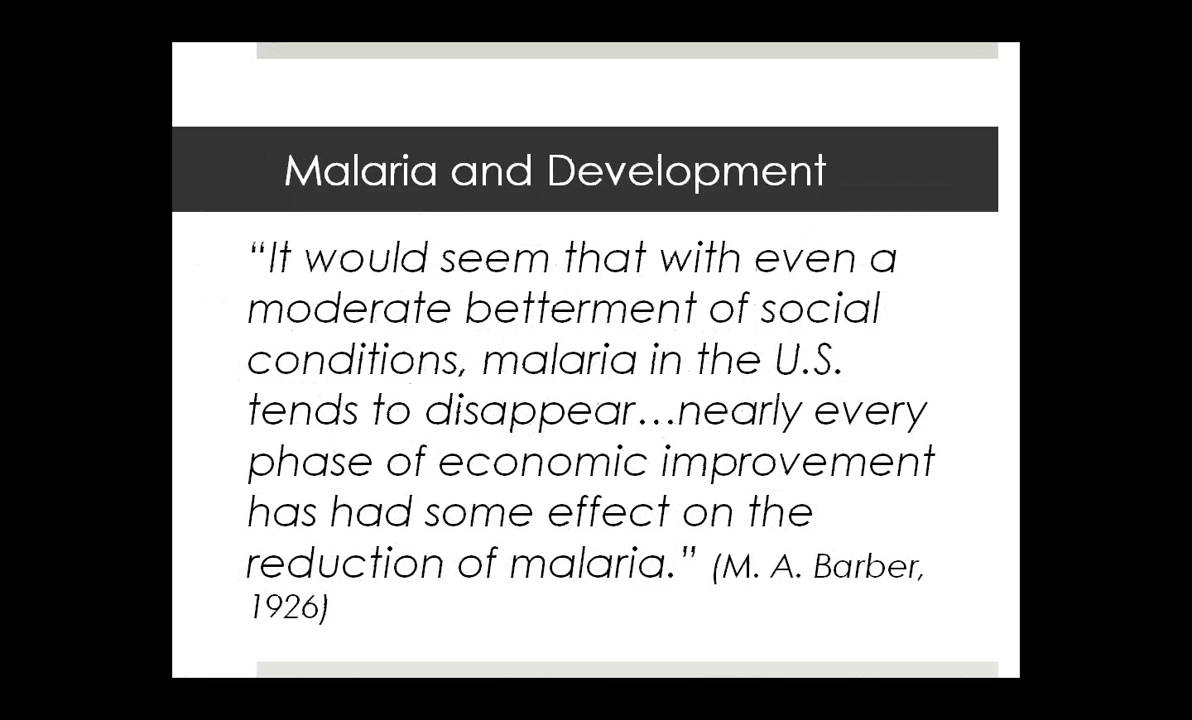 Malaria and Development
“It would seem that with even a
moderate betterment of social
conditions, malaria in the U.S.
tends to disappear…nearly every
phase of economic improvement
has had some effect on the
reduction of malaria.” (M. A. Barber,
1926)